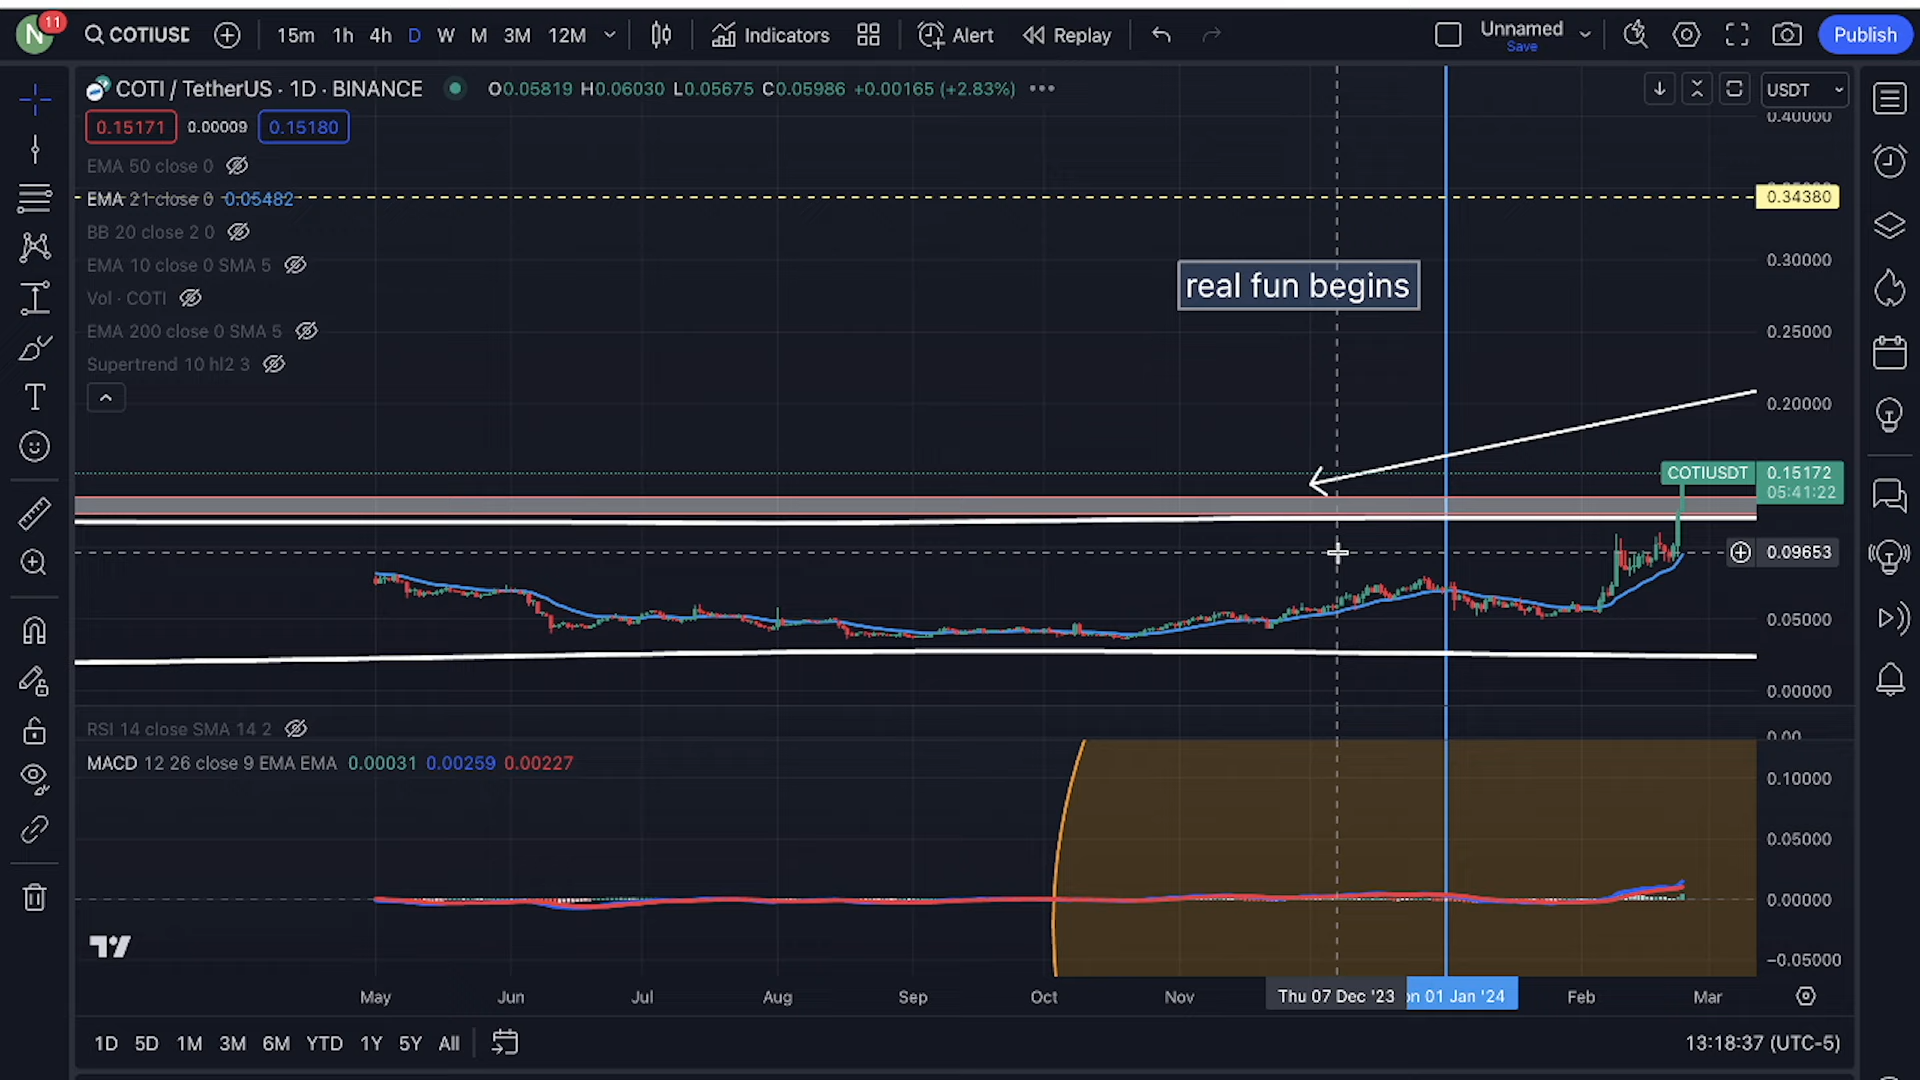 N 11 COTIUSD 15m 1h 4h D W M 3M 12M Indicators Alert Replay Unnamed Save Publish
COTI / TetherUS · 1D · BINANCE O0.05819 H0.06030 L0.05675 C0.05986 +0.00165 (+2.83%) USDT
0.15171 0.00009 0.15180
0.40000
EMA 50 close 0
EMA 21 close 0 0.05482
0.34380
BB 20 close 2 0
EMA 10 close 0 SMA 5
0.30000
real fun begins
Vol · COTI
EMA 200 close 0 SMA 5
0.25000
Supertrend 10 hl2 3
0.20000
COTIUSDT 0.15172
05:41:22
0.09653
0.05000
0.00000
RSI 14 close SMA 14 2
0.00
MACD 12 26 close 9 EMA EMA 0.00031 0.00259 0.00227
0.10000
0.05000
0.00000
−0.05000
May Jun Jul Aug Sep Oct Nov Thu 07 Dec '23 on 01 Jan '24 Feb Mar
1D 5D 1M 3M 6M YTD 1Y 5Y All 13:18:37 (UTC-5)